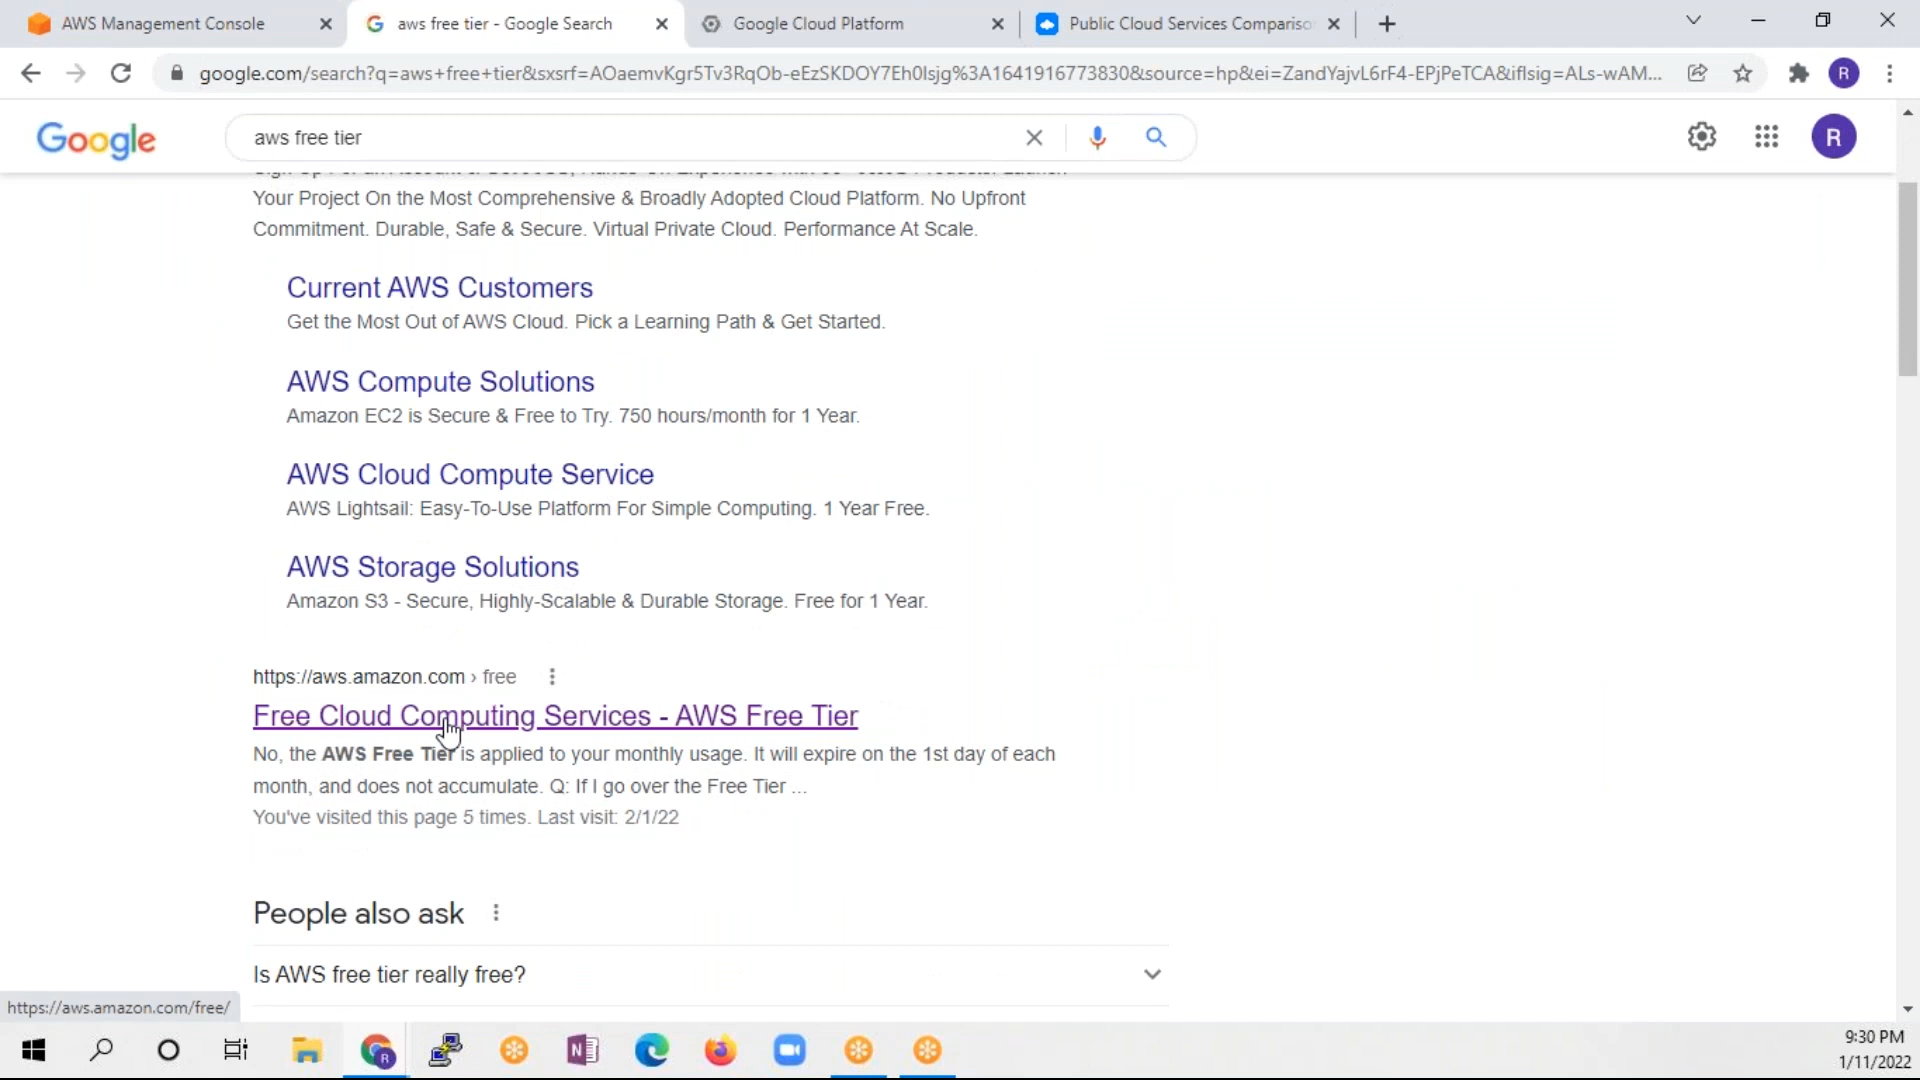 AWS Management Console
aws free tier - Google Search
Google Cloud Platform
Public Cloud Services Compariso
google.com/search?q=aws+free+tier&sxsrf=AOaemvKgr5Tv3RqOb-eEzSKDOY7Eh0lsjg%3A1641916773830&source=hp&ei=ZandYajvL6rF4-EPjPeTCA&iflsig=ALs-wAM...
R
Google
aws free tier
R
Your Project On the Most Comprehensive & Broadly Adopted Cloud Platform. No Upfront
Commitment. Durable, Safe & Secure. Virtual Private Cloud. Performance At Scale.
Current AWS Customers
Get the Most Out of AWS Cloud. Pick a Learning Path & Get Started.
AWS Compute Solutions
Amazon EC2 is Secure & Free to Try. 750 hours/month for 1 Year.
AWS Cloud Compute Service
AWS Lightsail: Easy-To-Use Platform For Simple Computing. 1 Year Free.
AWS Storage Solutions
Amazon S3 - Secure, Highly-Scalable & Durable Storage. Free for 1 Year.
https://aws.amazon.com › free
Free Cloud Computing Services - AWS Free Tier
No, the AWS Free Tier is applied to your monthly usage. It will expire on the 1st day of each
month, and does not accumulate. Q: If I go over the Free Tier ...
You've visited this page 5 times. Last visit: 2/1/22
People also ask
Is AWS free tier really free?
https://aws.amazon.com/free/
R
N
9:30 PM
1/11/2022